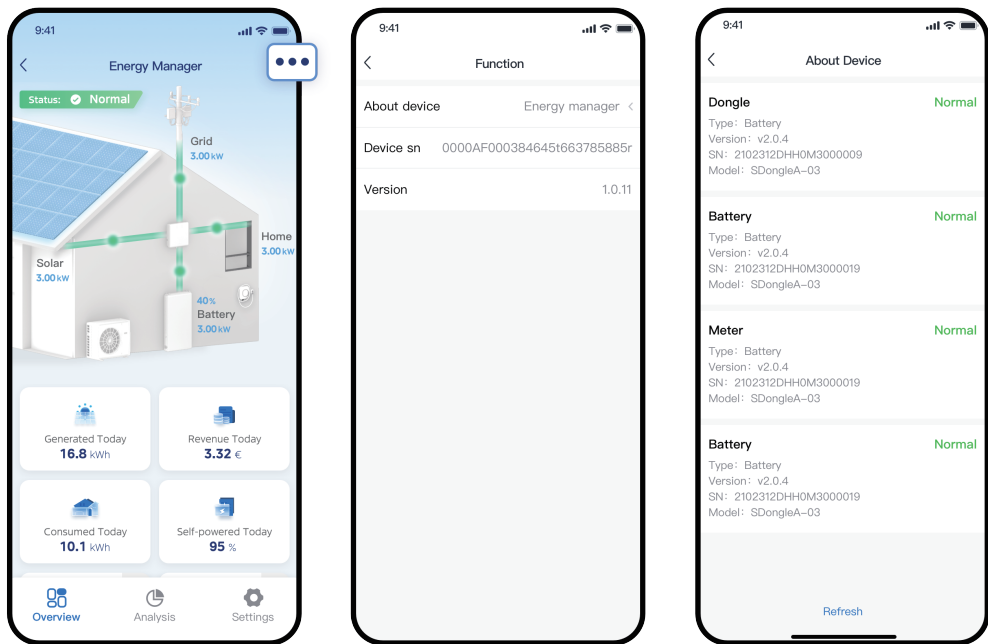 9:41
Energy Manager
Status: Normal
Grid
3.00 kW
Home
3.00 kW
Solar
3.00 kW
40%
Battery
3.00 kW
Generated Today
16.8 kWh
Revenue Today
3.32 €
Consumed Today
10.1 kWh
Self-powered Today
95 %
Overview
Analysis
Settings
9:41
Function
About device Energy manager
Device sn 0000AF000384645t663785885r
Version 1.0.11
9:41
About Device
Dongle Normal
Type: Battery
Version: v2.0.4
SN: 2102312DHH0M3000009
Model: SDongleA-03
Battery Normal
Type: Battery
Version: v2.0.4
SN: 2102312DHH0M3000019
Model: SDongleA-03
Meter Normal
Type: Battery
Version: v2.0.4
SN: 2102312DHH0M3000019
Model: SDongleA-03
Battery Normal
Type: Battery
Version: v2.0.4
SN: 2102312DHH0M3000019
Model: SDongleA-03
Refresh